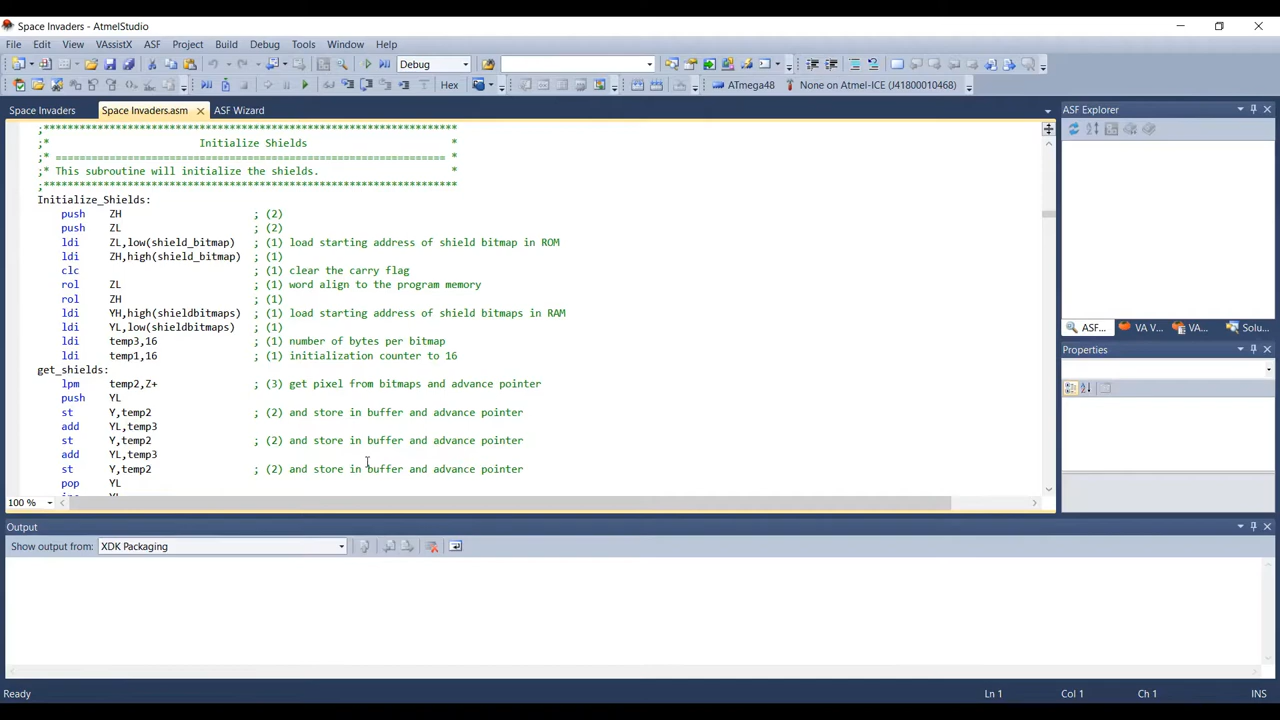 Space Invaders - AtmelStudio
File Edit View VAssistX ASF Project Build Debug Tools Window Help
Debug
Hex ATmega48 None on Atmel-ICE (J41800010468)
Space Invaders Space Invaders.asm ASF Wizard
;**********************************************************************
;* Initialize Shields *
;* ================================================================= *
;* This subroutine will initialize the shields. *
;**********************************************************************
Initialize_Shields:
push ZH ; (2)
push ZL ; (2)
ldi ZL,low(shield_bitmap) ; (1) load starting address of shield bitmap in ROM
ldi ZH,high(shield_bitmap) ; (1)
clc ; (1) clear the carry flag
rol ZL ; (1) word align to the program memory
rol ZH ; (1)
ldi YH,high(shieldbitmaps) ; (1) load starting address of shield bitmaps in RAM
ldi YL,low(shieldbitmaps) ; (1)
ldi temp3,16 ; (1) number of bytes per bitmap
ldi temp1,16 ; (1) initialization counter to 16
get_shields:
lpm temp2,Z+ ; (3) get pixel from bitmaps and advance pointer
push YL
st Y,temp2 ; (2) and store in buffer and advance pointer
add YL,temp3
st Y,temp2 ; (2) and store in buffer and advance pointer
add YL,temp3
st Y,temp2 ; (2) and store in buffer and advance pointer
pop YL
100 %
ASF Explorer
ASF... VA V... VA... Solu...
Properties
Output
Show output from: XDK Packaging
Ready Ln 1 Col 1 Ch 1 INS